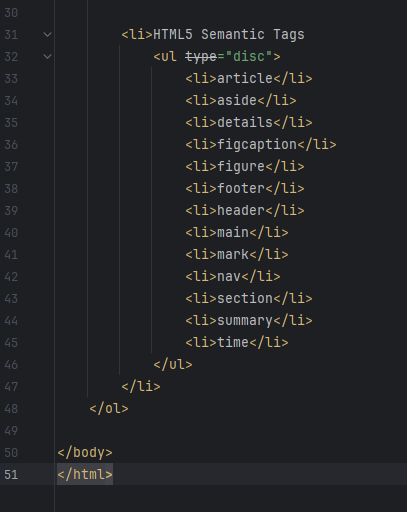 30
31 <li>HTML5 Semantic Tags
32 <ul type="disc">
33 <li>article</li>
34 <li>aside</li>
35 <li>details</li>
36 <li>figcaption</li>
37 <li>figure</li>
38 <li>footer</li>
39 <li>header</li>
40 <li>main</li>
41 <li>mark</li>
42 <li>nav</li>
43 <li>section</li>
44 <li>summary</li>
45 <li>time</li>
46 </ul>
47 </li>
48 </ol>
49
50 </body>
51 </html>